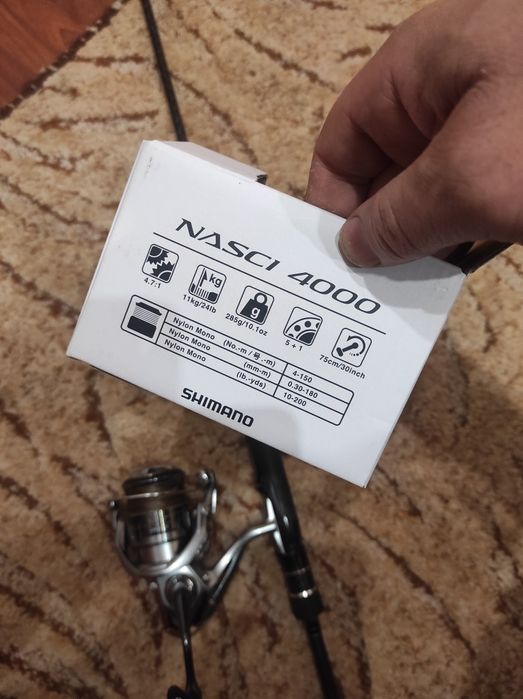 NASCI 4000
4.7:1
kg
11kg/24lb
g
285g/10.1oz
5 + 1
75cm/30inch
Nylon Mono (No.-m / 号.-m) 4-150
Nylon Mono (mm-m) 0.30-180
Nylon Mono (lb.-yds) 10-200
SHIMANO